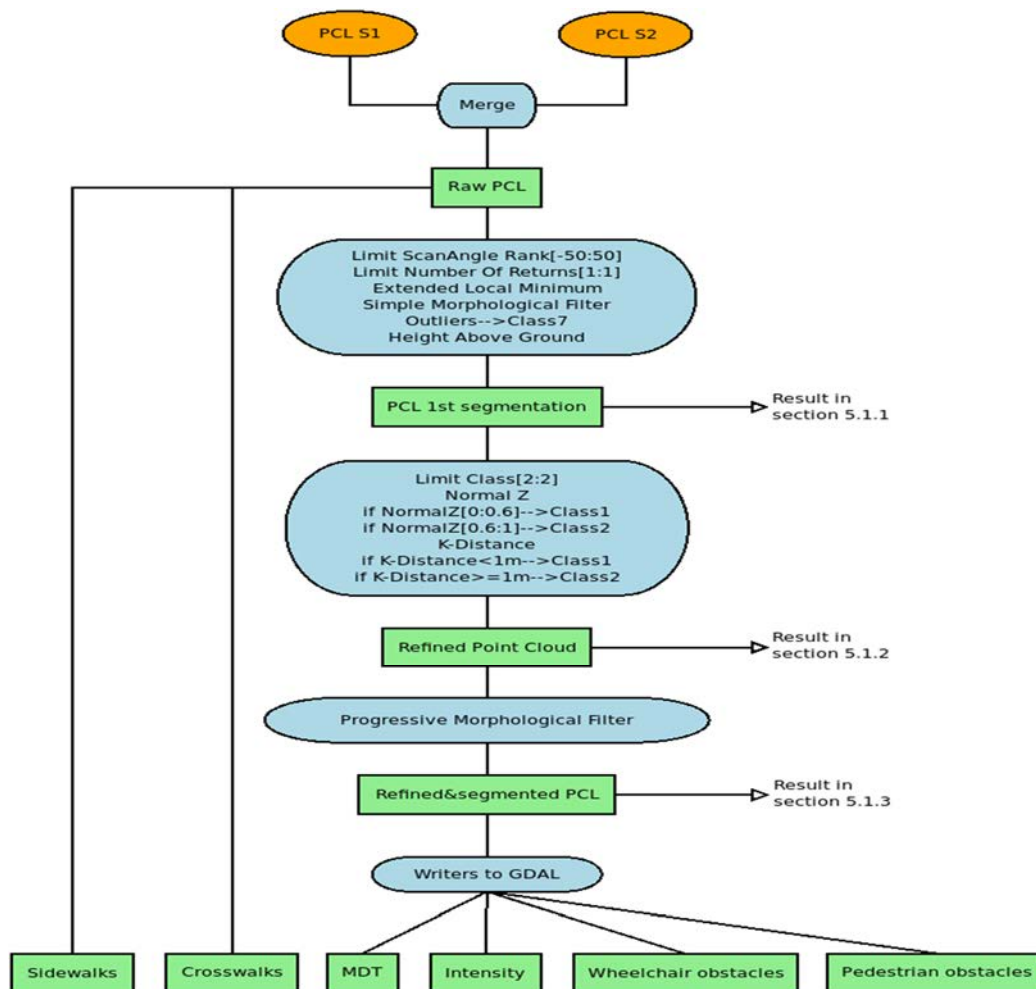 PCL S1
PCL S2
Merge
Raw PCL
Limit ScanAngle Rank[-50:50]
Limit Number Of Returns[1:1]
Extended Local Minimum
Simple Morphological Filter
Outliers-->Class7
Height Above Ground
PCL 1st segmentation
Result in
section 5.1.1
Limit Class[2:2]
Normal Z
if NormalZ[0:0.6]-->Class1
if NormalZ[0.6:1]-->Class2
K-Distance
if K-Distance<1m-->Class1
if K-Distance>=1m-->Class2
Refined Point Cloud
Result in
section 5.1.2
Progressive Morphological Filter
Refined&segmented PCL
Result in
section 5.1.3
Writers to GDAL
Sidewalks
Crosswalks
MDT
Intensity
Wheelchair obstacles
Pedestrian obstacles